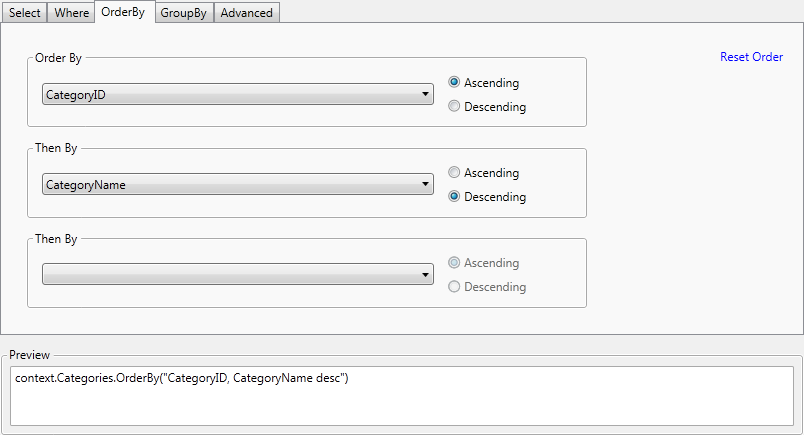 Select Where OrderBy GroupBy Advanced
Order By
Reset Order
CategoryID
Ascending
Descending
Then By
CategoryName
Ascending
Descending
Then By
Ascending
Descending
Preview
context.Categories.OrderBy("CategoryID, CategoryName desc")